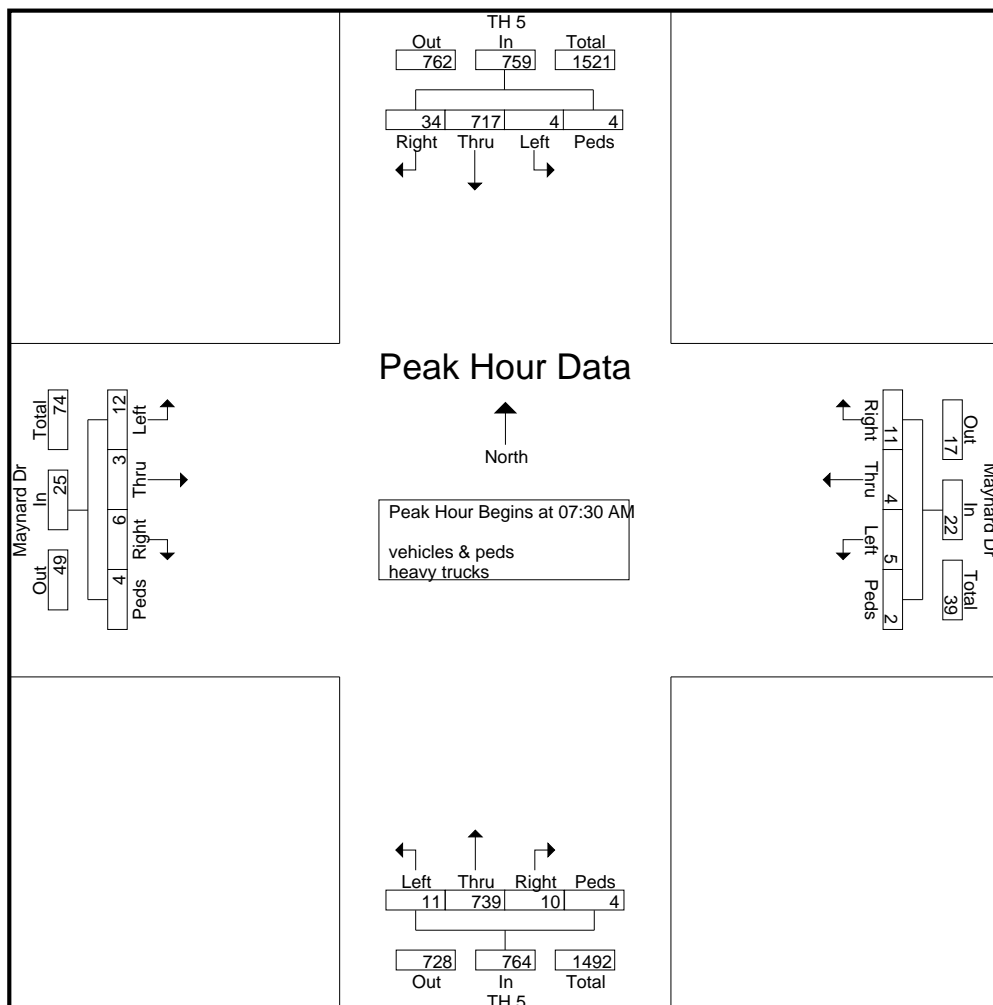 TH 5
Out In Total
762 759 1521
34 717 4 4
Right Thru Left Peds
Peak Hour Data
North
Peak Hour Begins at 07:30 AM
vehicles & peds
heavy trucks
Maynard Dr
Total In Out
74 25 49
12 3 6 4
Left Thru Right Peds
Right Thru Left Peds
11 4 5 2
Out In Total
17 22 39
Maynard Dr
Left Thru Right Peds
11 739 10 4
728 764 1492
Out In Total
TH 5